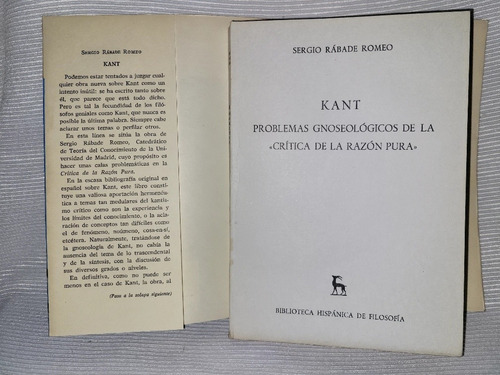 SERGIO RÁBADE ROMEO
KANT
Podemos estar tentados a juzgar cual-
quier obra nueva sobre Kant como un
intento inútil: se ha escrito tanto sobre
él, que parece que está todo dicho.
Pero es tal la fecundidad de los filó-
sofos geniales como Kant, que nunca es
posible la última palabra. Siempre cabe
aclarar unos temas o perfilar otros.
En esta línea se sitúa la obra de
Sergio Rábade Romeo, Catedrático
de Teoría del Conocimiento de la Uni-
versidad de Madrid, cuyo propósito es
hacer unas calas problemáticas en la
Crítica de la Razón Pura.
En la escasa bibliografía original en
español sobre Kant, este libro consti-
tuye una valiosa aportación hermenéu-
tica a temas tan modulares del kantis-
mo crítico como son la experiencia y
los límites del conocimiento, o la acla-
ración de conceptos tan difíciles como
el de fenómeno, noúmeno, cosa-en-sí,
etcétera. Naturalmente, tratándose de
la gnoseología de Kant, no cabía la
ausencia del tema de lo trascendental
y de la síntesis, con la discusión de
sus diversos grados o niveles.
En definitiva, como no puede ser
menos en el caso de Kant, la obra, al
(Pasa a la solapa siguiente)
SERGIO RÁBADE ROMEO
KANT
PROBLEMAS GNOSEOLÓGICOS DE LA
«CRÍTICA DE LA RAZÓN PURA»
BIBLIOTECA HISPÁNICA DE FILOSOFÍA